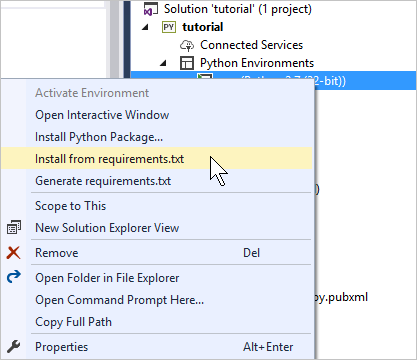 Solution 'tutorial' (1 project)
PY tutorial
Connected Services
Python Environments
(Python 2.7 (32-bit))
Activate Environment
Open Interactive Window
Install Python Package...
Install from requirements.txt
Generate requirements.txt
Scope to This
New Solution Explorer View
Remove Del
Open Folder in File Explorer
Open Command Prompt Here...
py.pubxml
Copy Full Path
Properties Alt+Enter